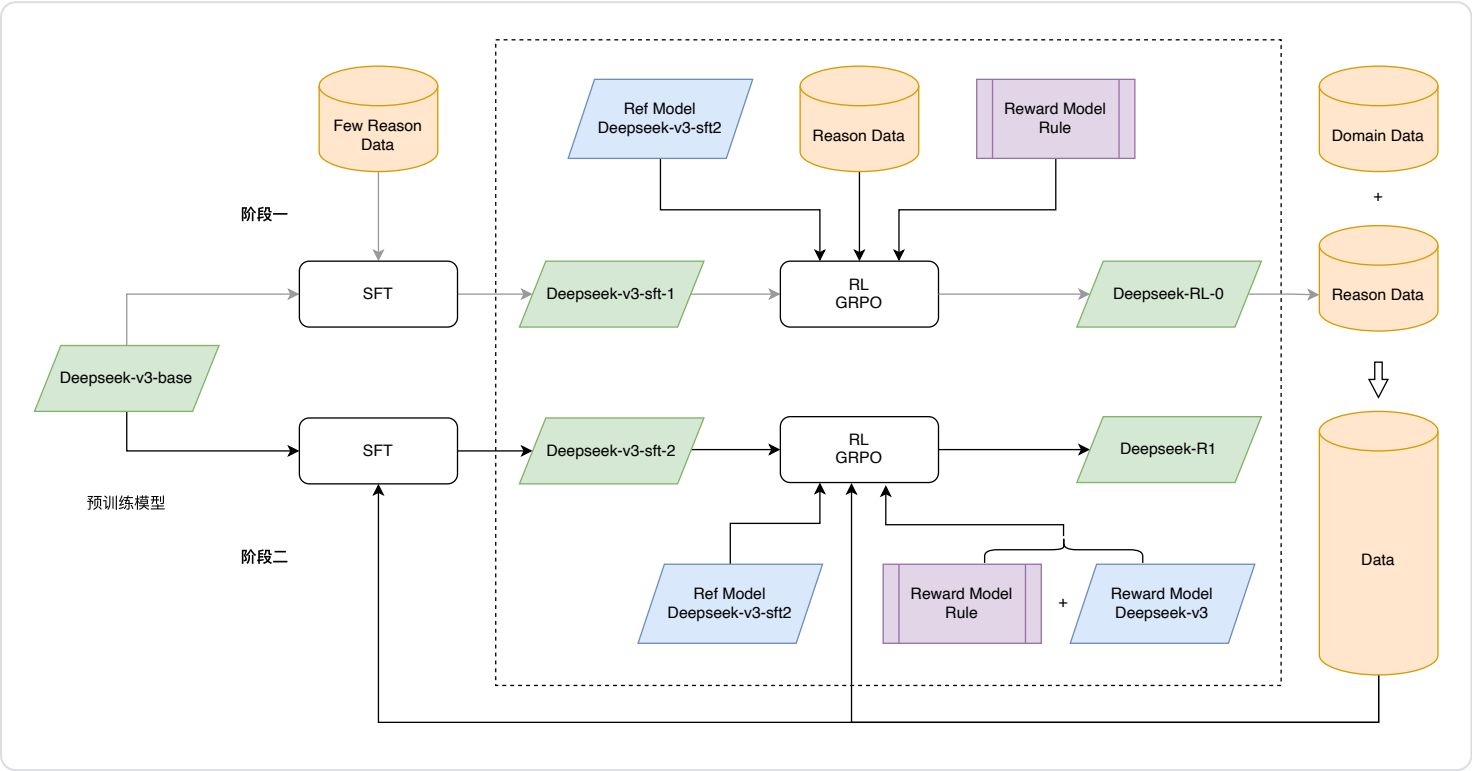 Few Reason
Data
Ref Model
Deepseek-v3-sft2
Reason Data
Reward Model
Rule
Domain Data
+
阶段一
SFT
Deepseek-v3-sft-1
RL
GRPO
Deepseek-RL-0
Reason Data
Deepseek-v3-base
SFT
Deepseek-v3-sft-2
RL
GRPO
Deepseek-R1
预训练模型
阶段二
Ref Model
Deepseek-v3-sft2
Reward Model
Rule
+
Reward Model
Deepseek-v3
Data